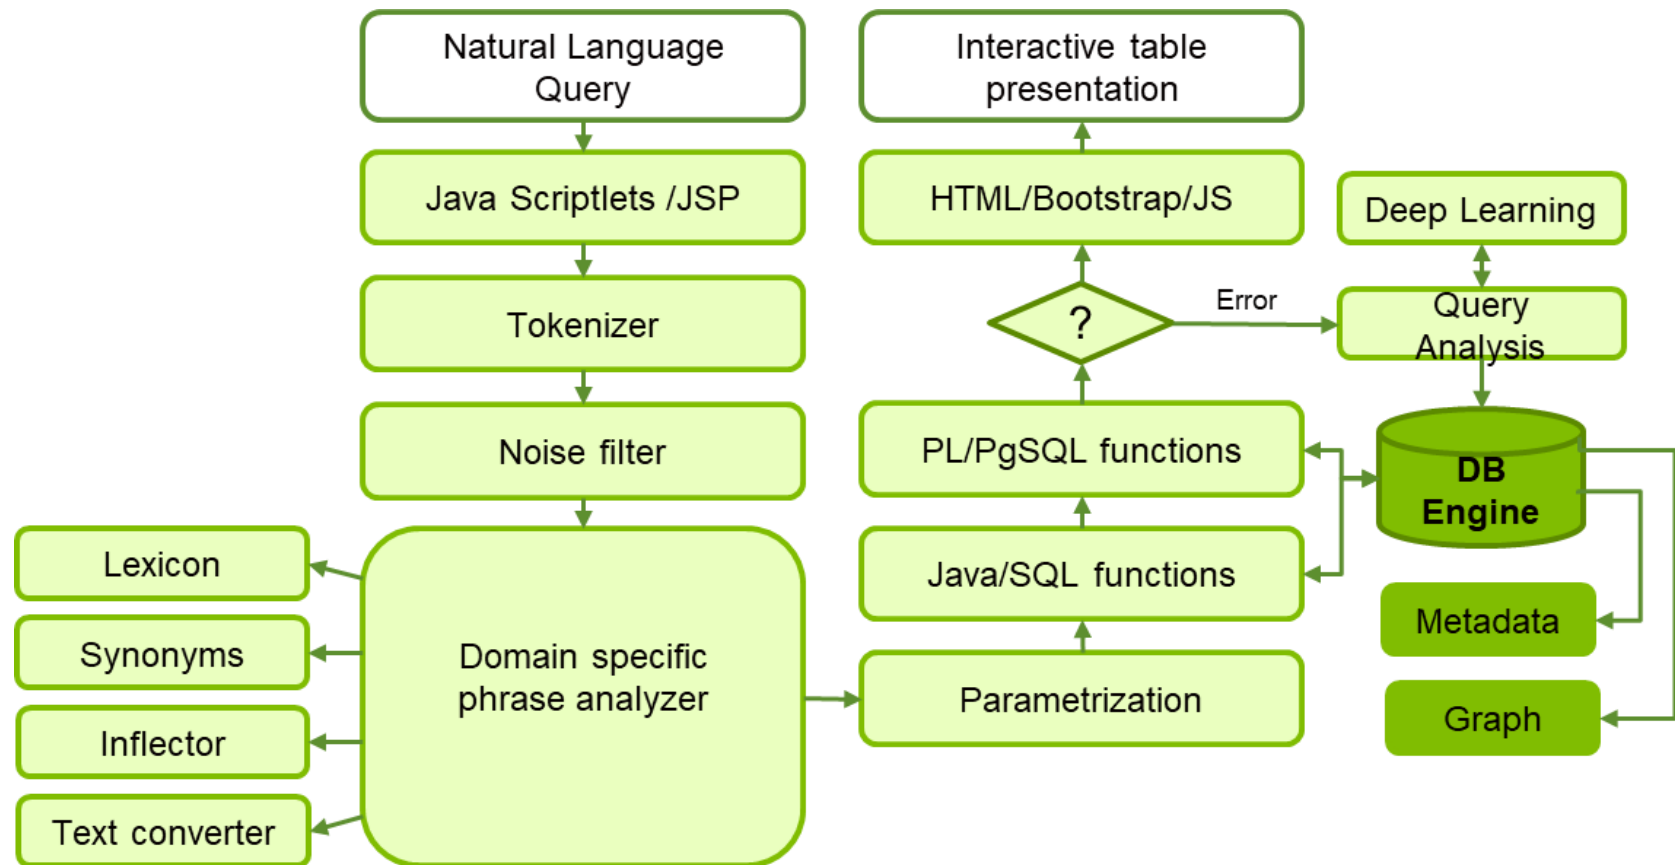 Natural Language
Query
Java Scriptlets /JSP
Tokenizer
Noise filter
Domain specific
phrase analyzer
Lexicon
Synonyms
Inflector
Text converter
Interactive table
presentation
HTML/Bootstrap/JS
?
Error
PL/PgSQL functions
Java/SQL functions
Parametrization
Deep Learning
Query
Analysis
DB
Engine
Metadata
Graph